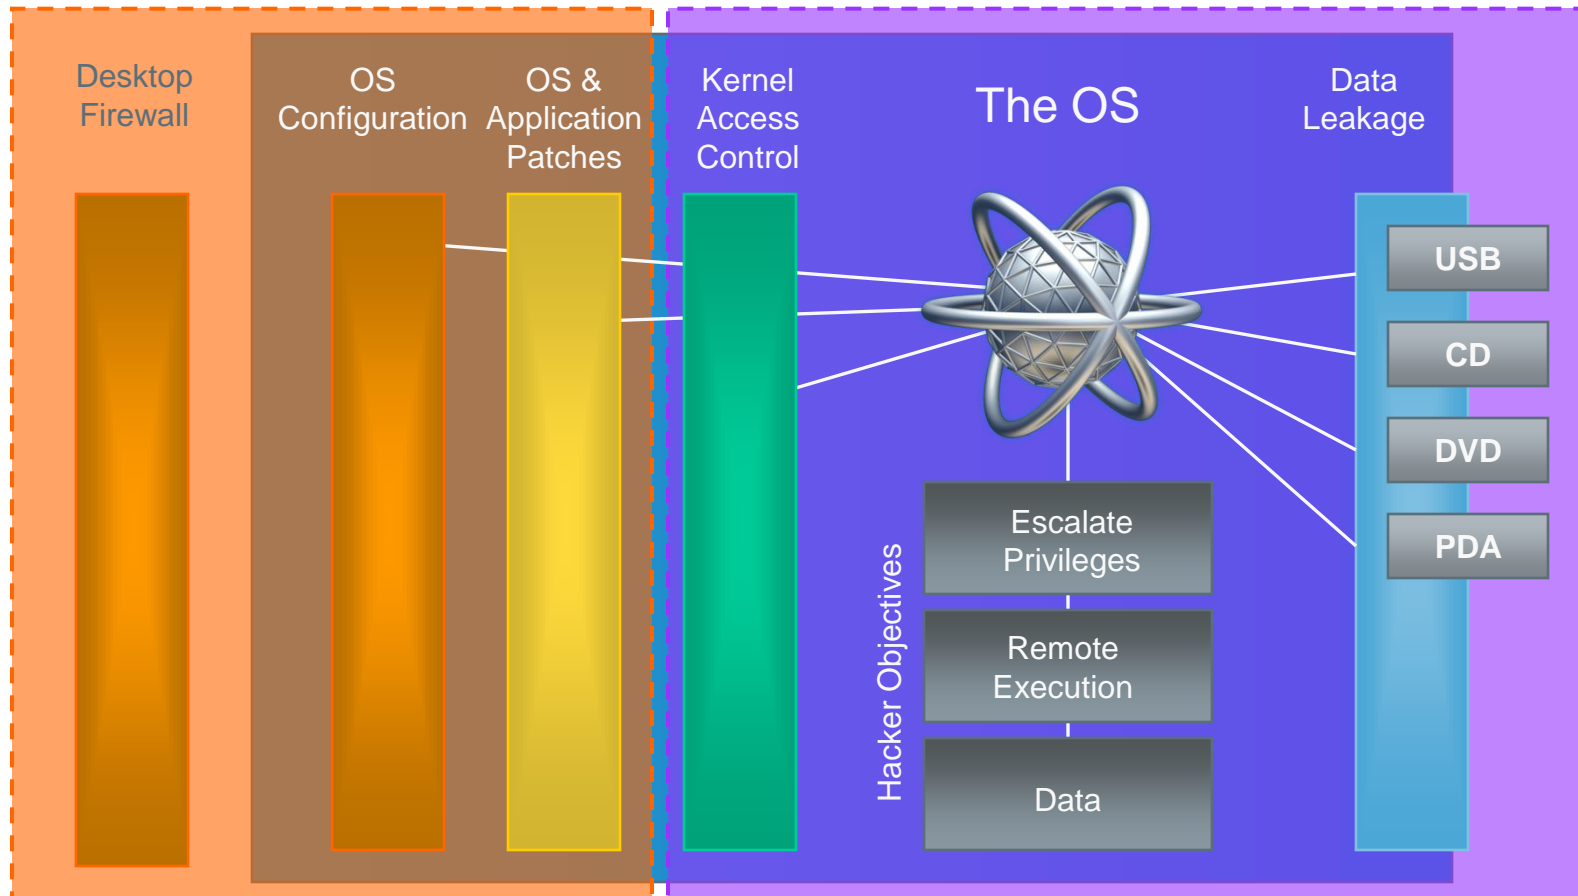 Desktop
Firewall
OS
Configuration
OS &
Application
Patches
Kernel
Access
Control
The OS
Data
Leakage
USB
CD
DVD
PDA
Hacker Objectives
Escalate
Privileges
Remote
Execution
Data